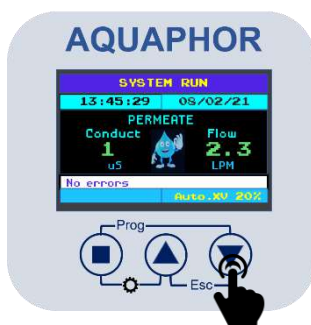 AQUAPHOR
SYSTEM RUN
13:45:29 08/02/21
PERMEATE
Conduct Flow
1 2.3
uS LPM
No errors
Auto.XV 20%
Prog
Esc